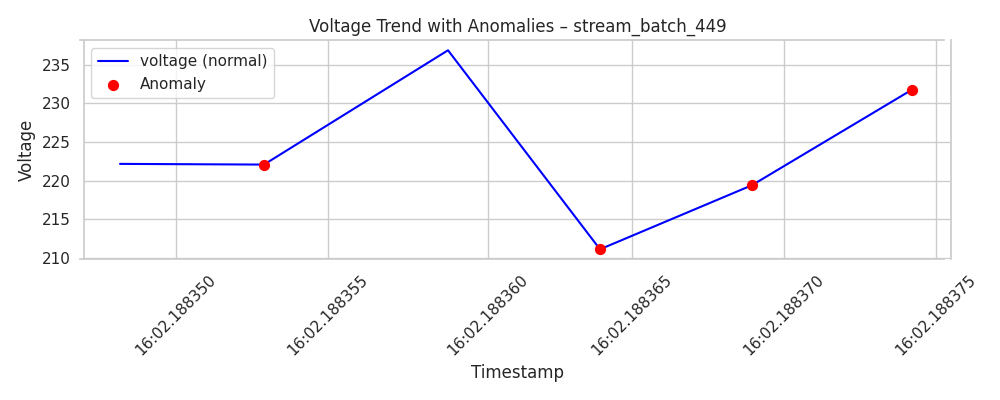 Voltage Trend with Anomalies – stream_batch_449
voltage (normal)
Anomaly
Voltage
235
230
225
220
215
210
16:02.188350
16:02.188355
16:02.188360
16:02.188365
16:02.188370
16:02.188375
Timestamp